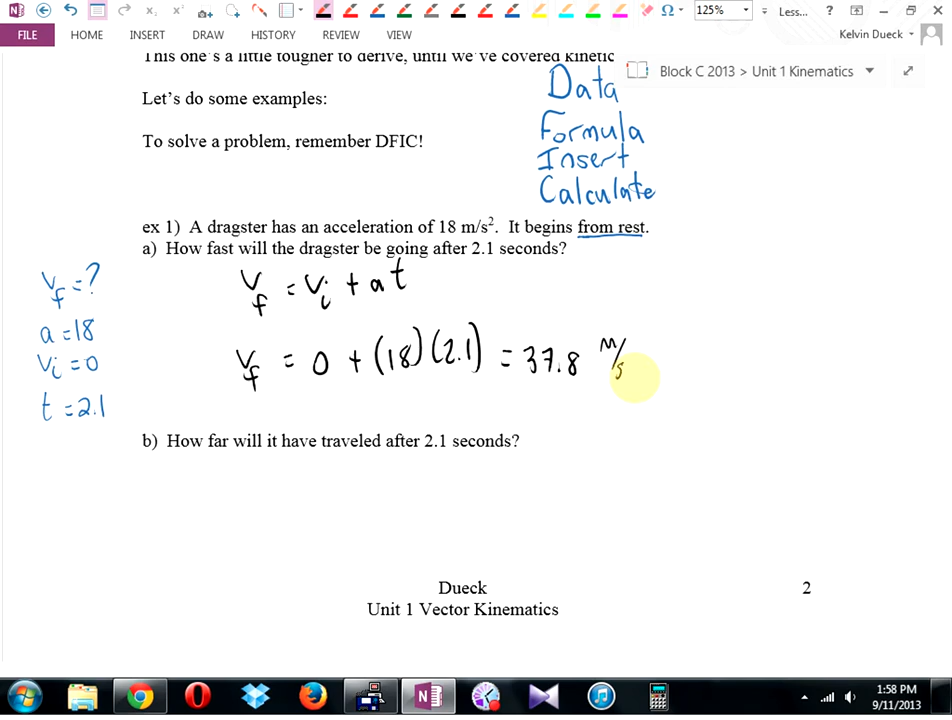 125%
Less...
?
FILE
HOME
INSERT
DRAW
HISTORY
REVIEW
VIEW
Kelvin Dueck
This one's a little tougher to derive, until we've covered kinetic
Block C 2013 > Unit 1 Kinematics
Let's do some examples:
To solve a problem, remember DFIC!
Data
Formula
Insert
Calculate
ex 1) A dragster has an acceleration of 18 m/s². It begins from rest.
a) How fast will the dragster be going after 2.1 seconds?
vf = ?
a = 18
vi = 0
t = 2.1
vf = vi + at
vf = 0 + (18)(2.1) = 37.8 m/s
b) How far will it have traveled after 2.1 seconds?
Dueck
2
Unit 1 Vector Kinematics
1:58 PM
9/11/2013